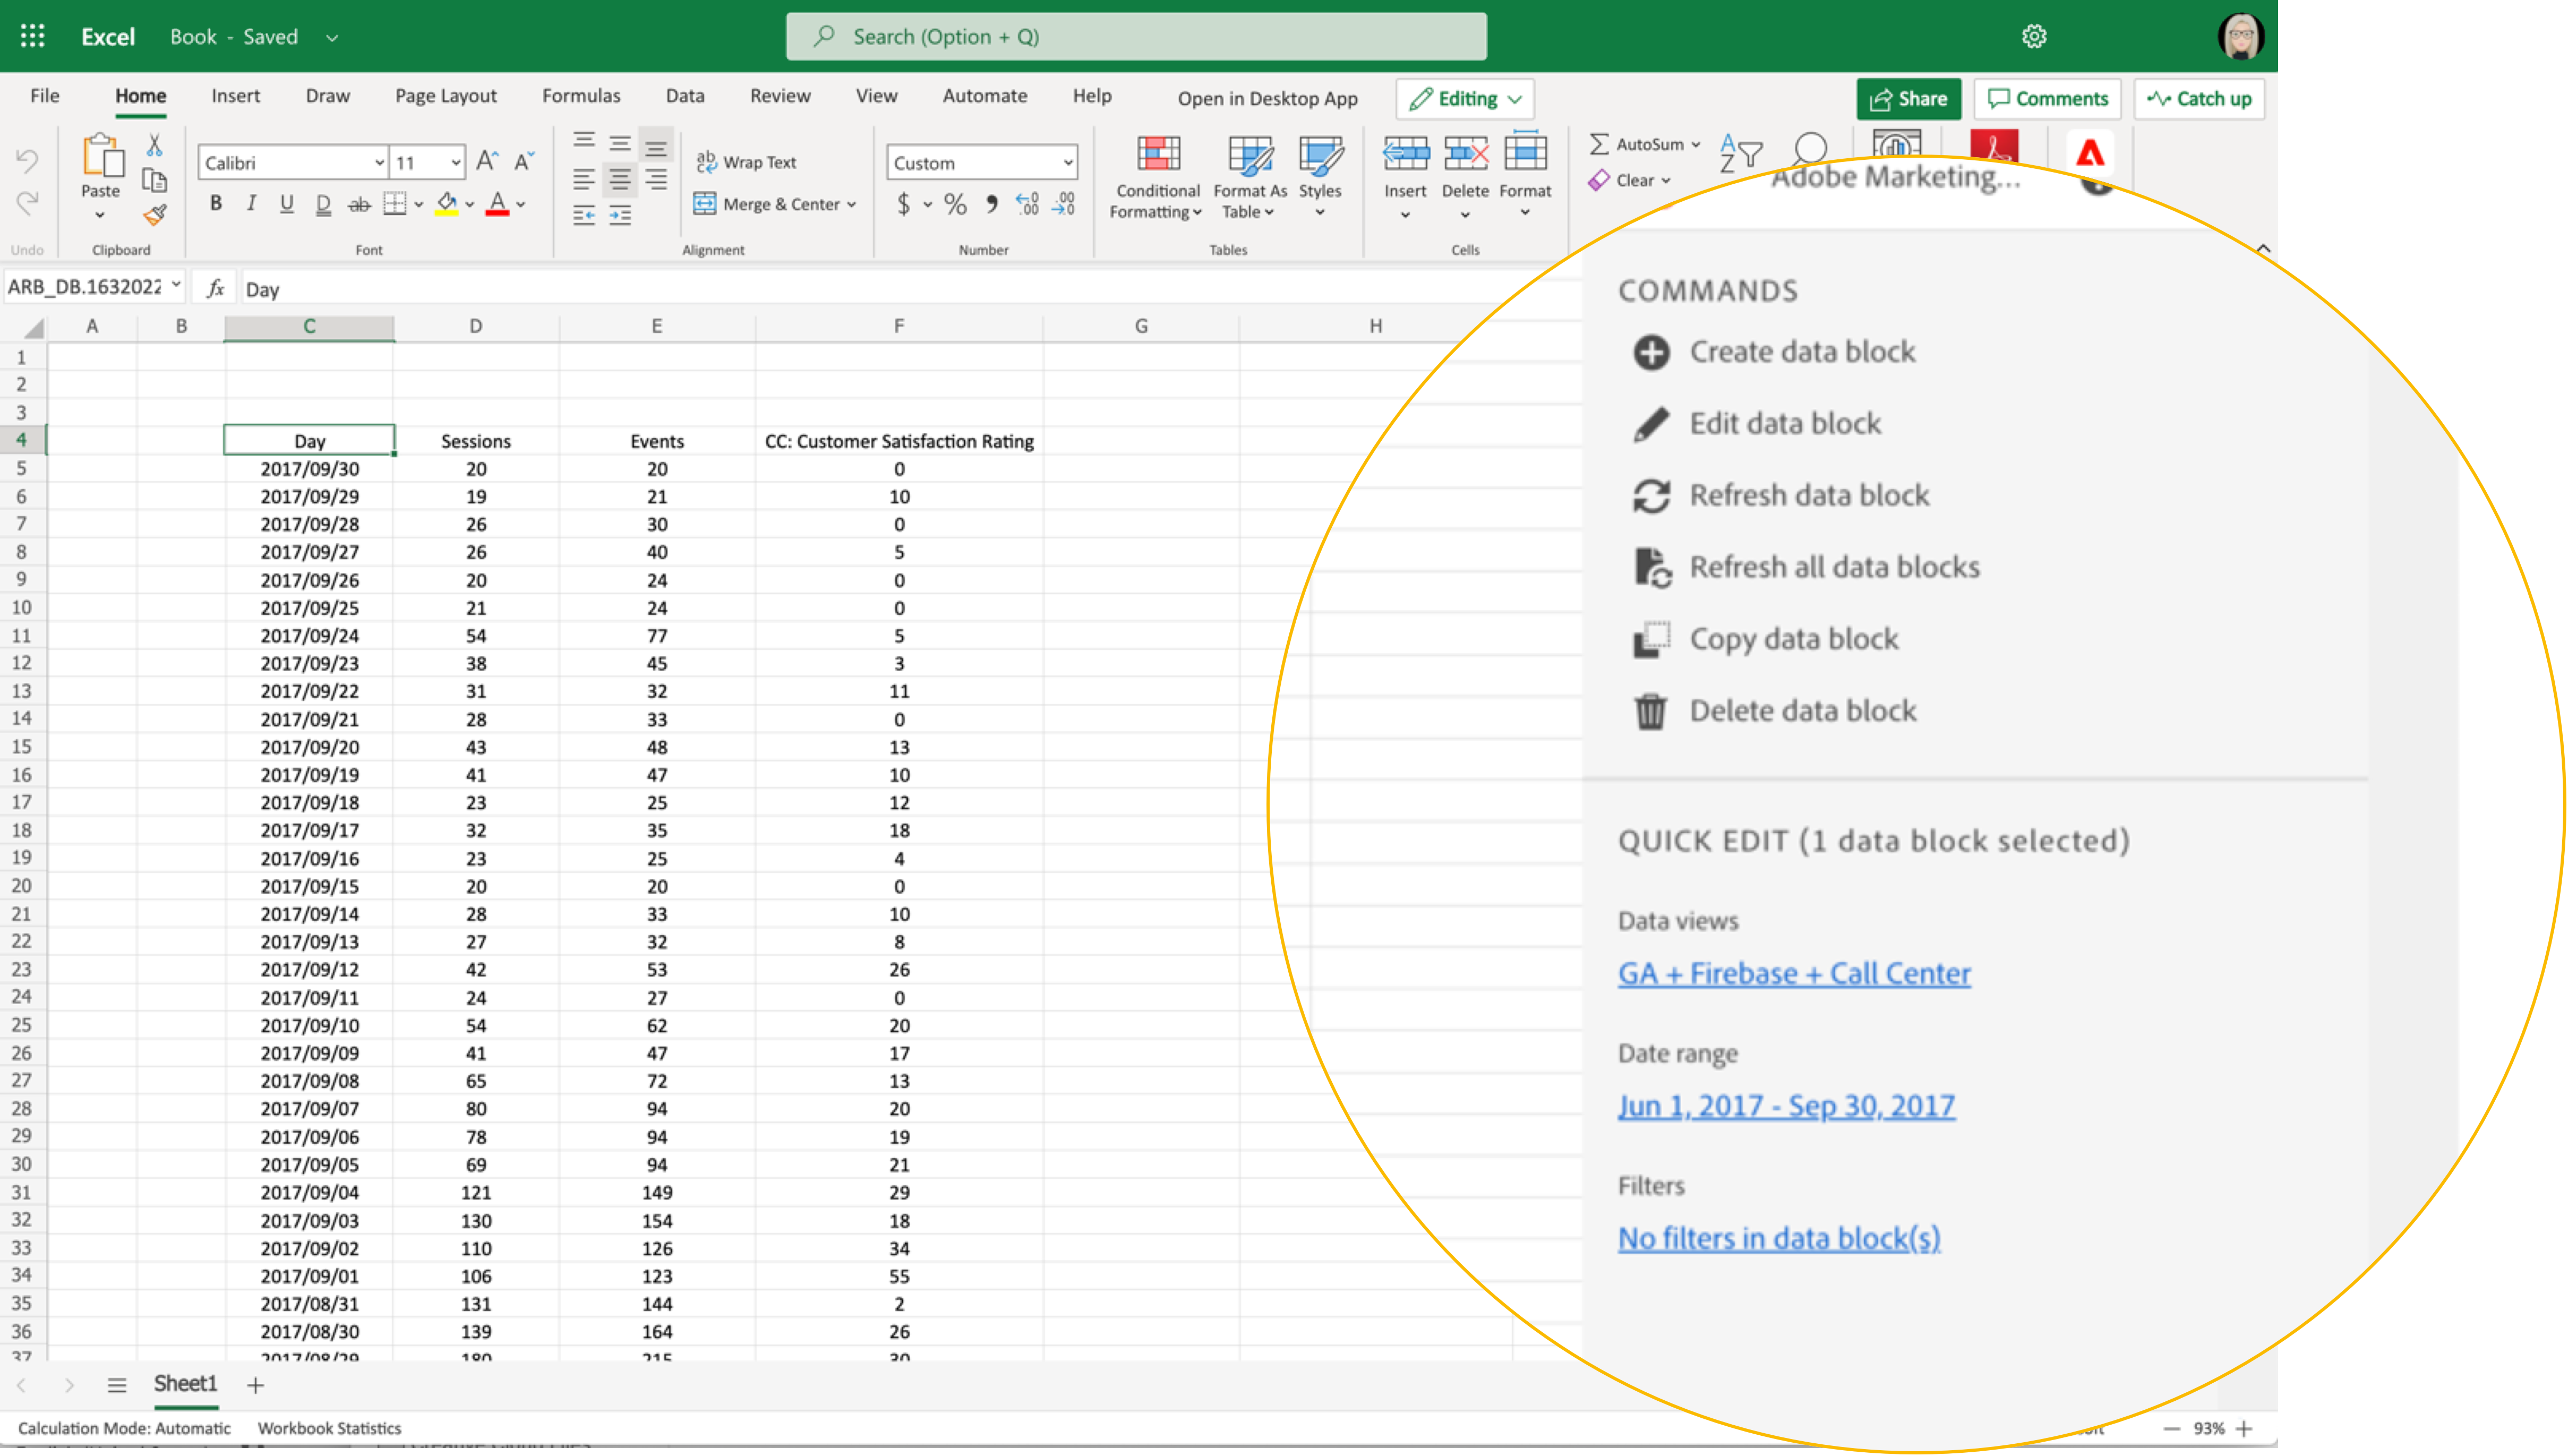 Excel Book - Saved Search (Option + Q)
File Home Insert Draw Page Layout Formulas Data Review View Automate Help Open in Desktop App Editing Share Comments Catch up
Calibri 11 ab Wrap Text Custom AutoSum
Paste B I U D ab A Merge & Center $ % Conditional Formatting Format As Table Styles Insert Delete Format Clear
Undo Clipboard Font Alignment Number Tables Cells
ARB_DB.1632022 fx Day
A B C D E F G H
1
2
3
4 Day Sessions Events CC: Customer Satisfaction Rating
5 2017/09/30 20 20 0
6 2017/09/29 19 21 10
7 2017/09/28 26 30 0
8 2017/09/27 26 40 5
9 2017/09/26 20 24 0
10 2017/09/25 21 24 0
11 2017/09/24 54 77 5
12 2017/09/23 38 45 3
13 2017/09/22 31 32 11
14 2017/09/21 28 33 0
15 2017/09/20 43 48 13
16 2017/09/19 41 47 10
17 2017/09/18 23 25 12
18 2017/09/17 32 35 18
19 2017/09/16 23 25 4
20 2017/09/15 20 20 0
21 2017/09/14 28 33 10
22 2017/09/13 27 32 8
23 2017/09/12 42 53 26
24 2017/09/11 24 27 0
25 2017/09/10 54 62 20
26 2017/09/09 41 47 17
27 2017/09/08 65 72 13
28 2017/09/07 80 94 20
29 2017/09/06 78 94 19
30 2017/09/05 69 94 21
31 2017/09/04 121 149 29
32 2017/09/03 130 154 18
33 2017/09/02 110 126 34
34 2017/09/01 106 123 55
35 2017/08/31 131 144 2
36 2017/08/30 139 164 26
37 2017/08/29 180 215 30
Sheet1
Calculation Mode: Automatic Workbook Statistics 93%
Adobe Marketing...
COMMANDS
Create data block
Edit data block
Refresh data block
Refresh all data blocks
Copy data block
Delete data block
QUICK EDIT (1 data block selected)
Data views
GA + Firebase + Call Center
Date range
Jun 1, 2017 - Sep 30, 2017
Filters
No filters in data block(s)